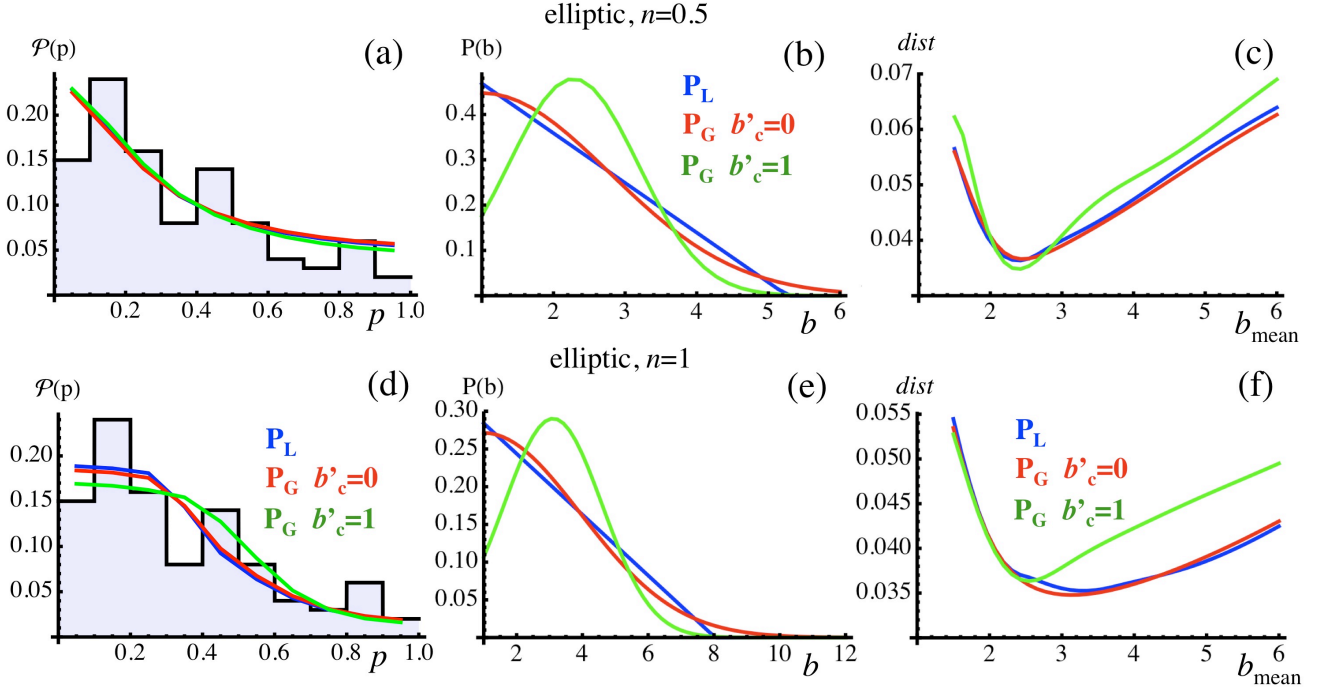 elliptic, n=0.5
𝒫(p)
(a)
0.20
0.15
0.10
0.05
0.2 0.4 0.6 0.8 1.0
p
P(b)
(b)
0.4
0.3
0.2
0.1
P_L
P_G b'_c=0
P_G b'_c=1
2 3 4 5 6
b
dist
(c)
0.07
0.06
0.05
0.04
2 3 4 5 6
b_mean
elliptic, n=1
𝒫(p)
(d)
0.20
0.15
0.10
0.05
P_L
P_G b'_c=0
P_G b'_c=1
0.2 0.4 0.6 0.8 1.0
p
P(b)
(e)
0.30
0.25
0.20
0.15
0.10
0.05
2 4 6 8 10 12
b
dist
(f)
0.055
0.050
0.045
0.040
0.035
P_L
P_G b'_c=0
P_G b'_c=1
2 3 4 5 6
b_mean